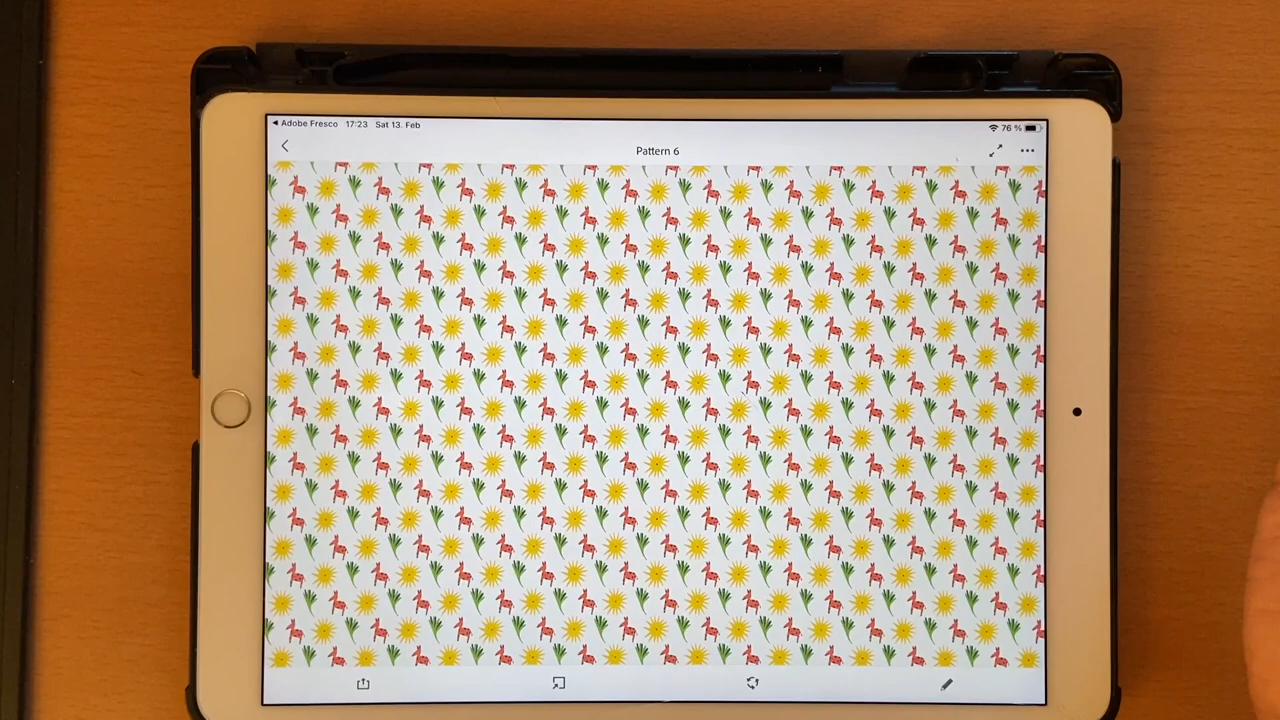 ◀ Adobe Fresco 17:23 Sat 13. Feb 76 %
Pattern 6